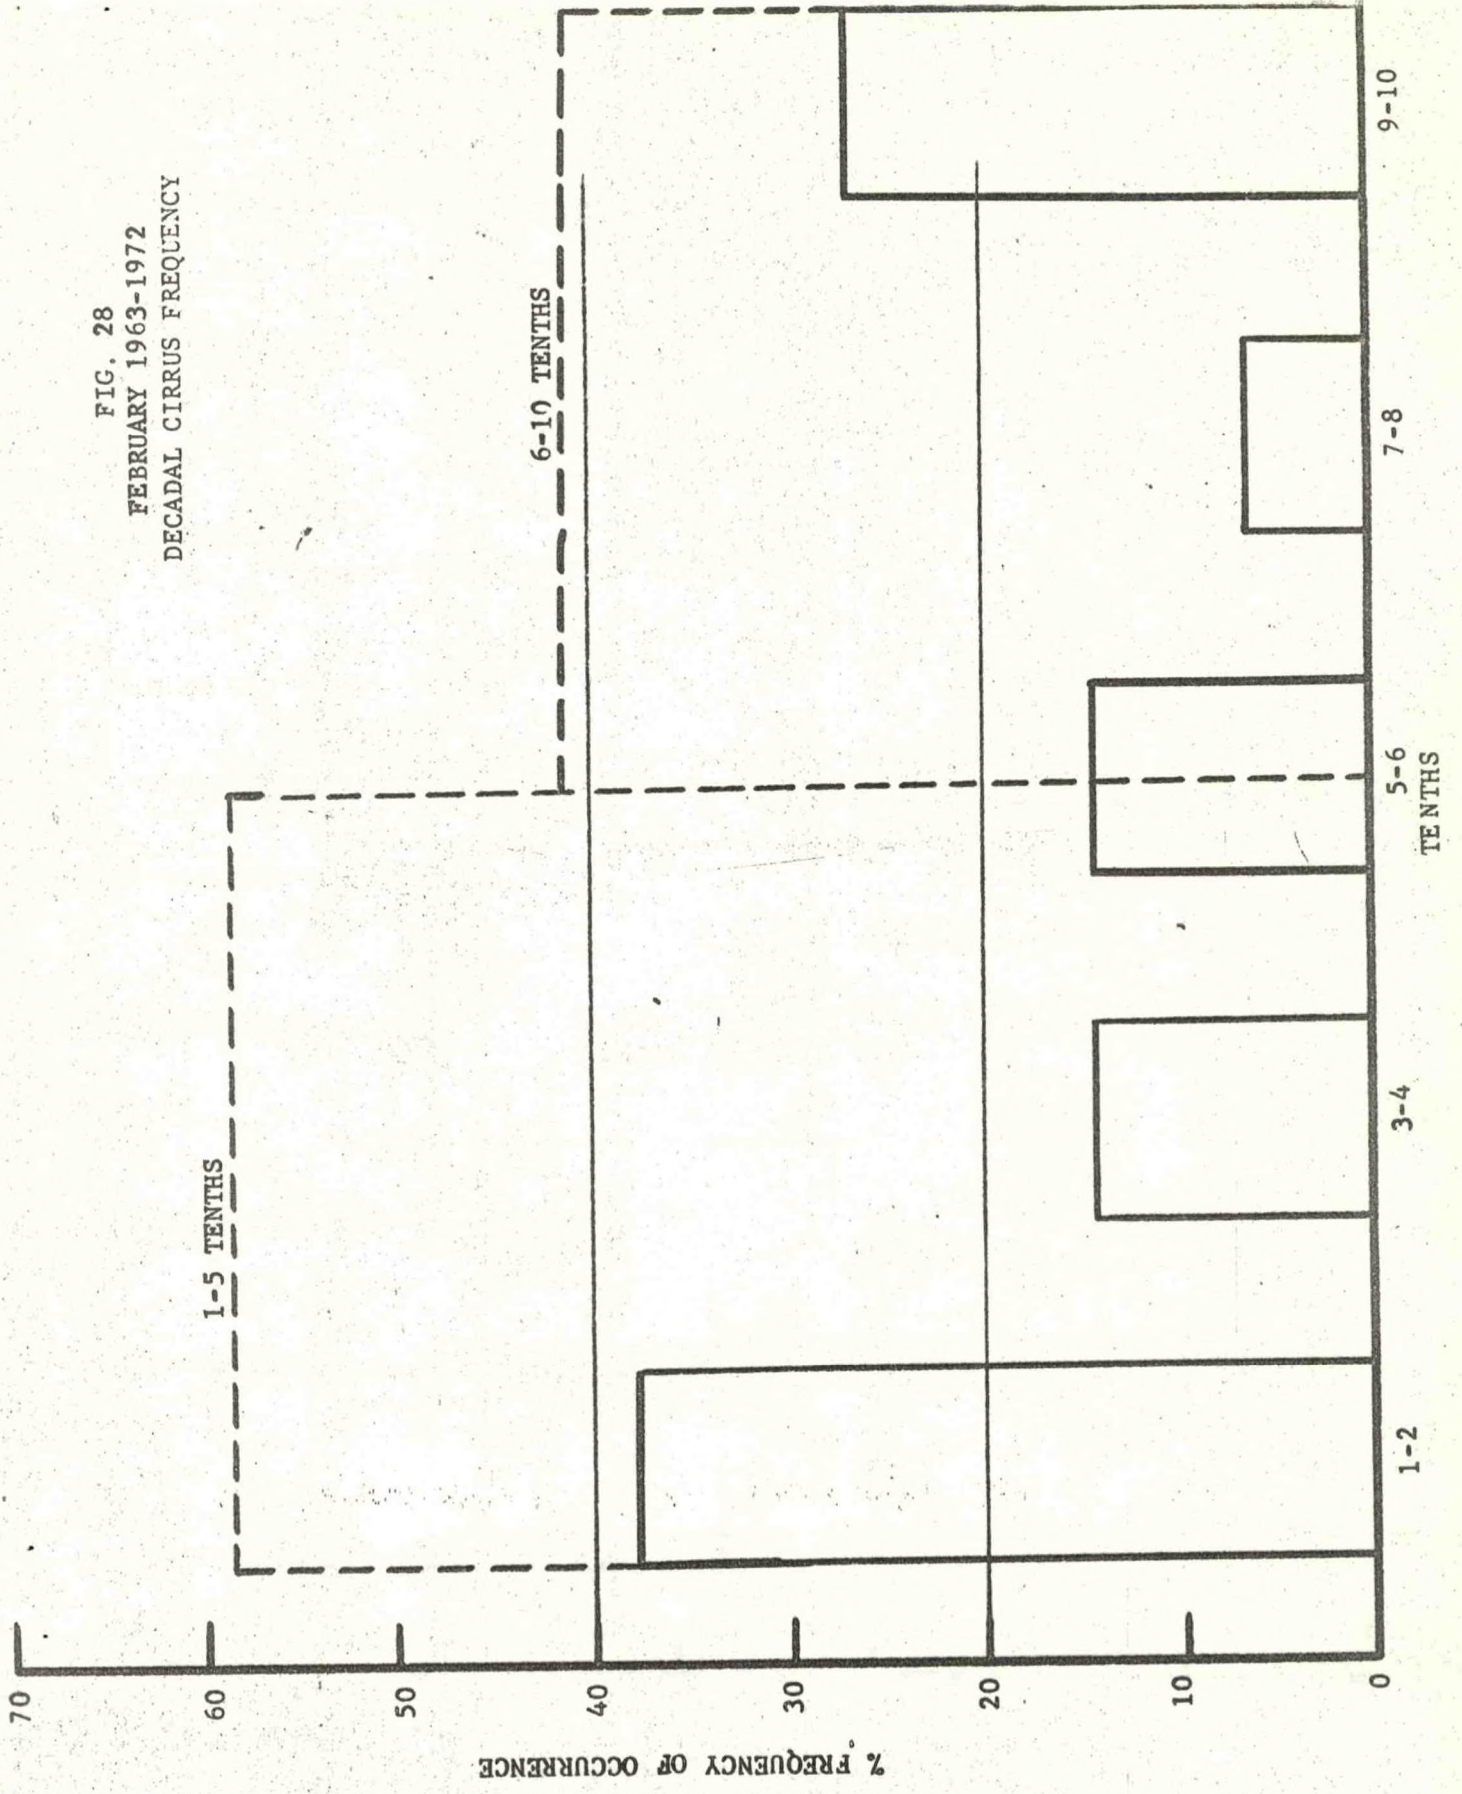 FIG. 28
FEBRUARY 1963-1972
DECADAL CIRRUS FREQUENCY
1-5 TENTHS
6-10 TENTHS
% FREQUENCY OF OCCURRENCE
70
60
50
40
30
20
10
0
1-2
3-4
5-6
7-8
9-10
TENTHS